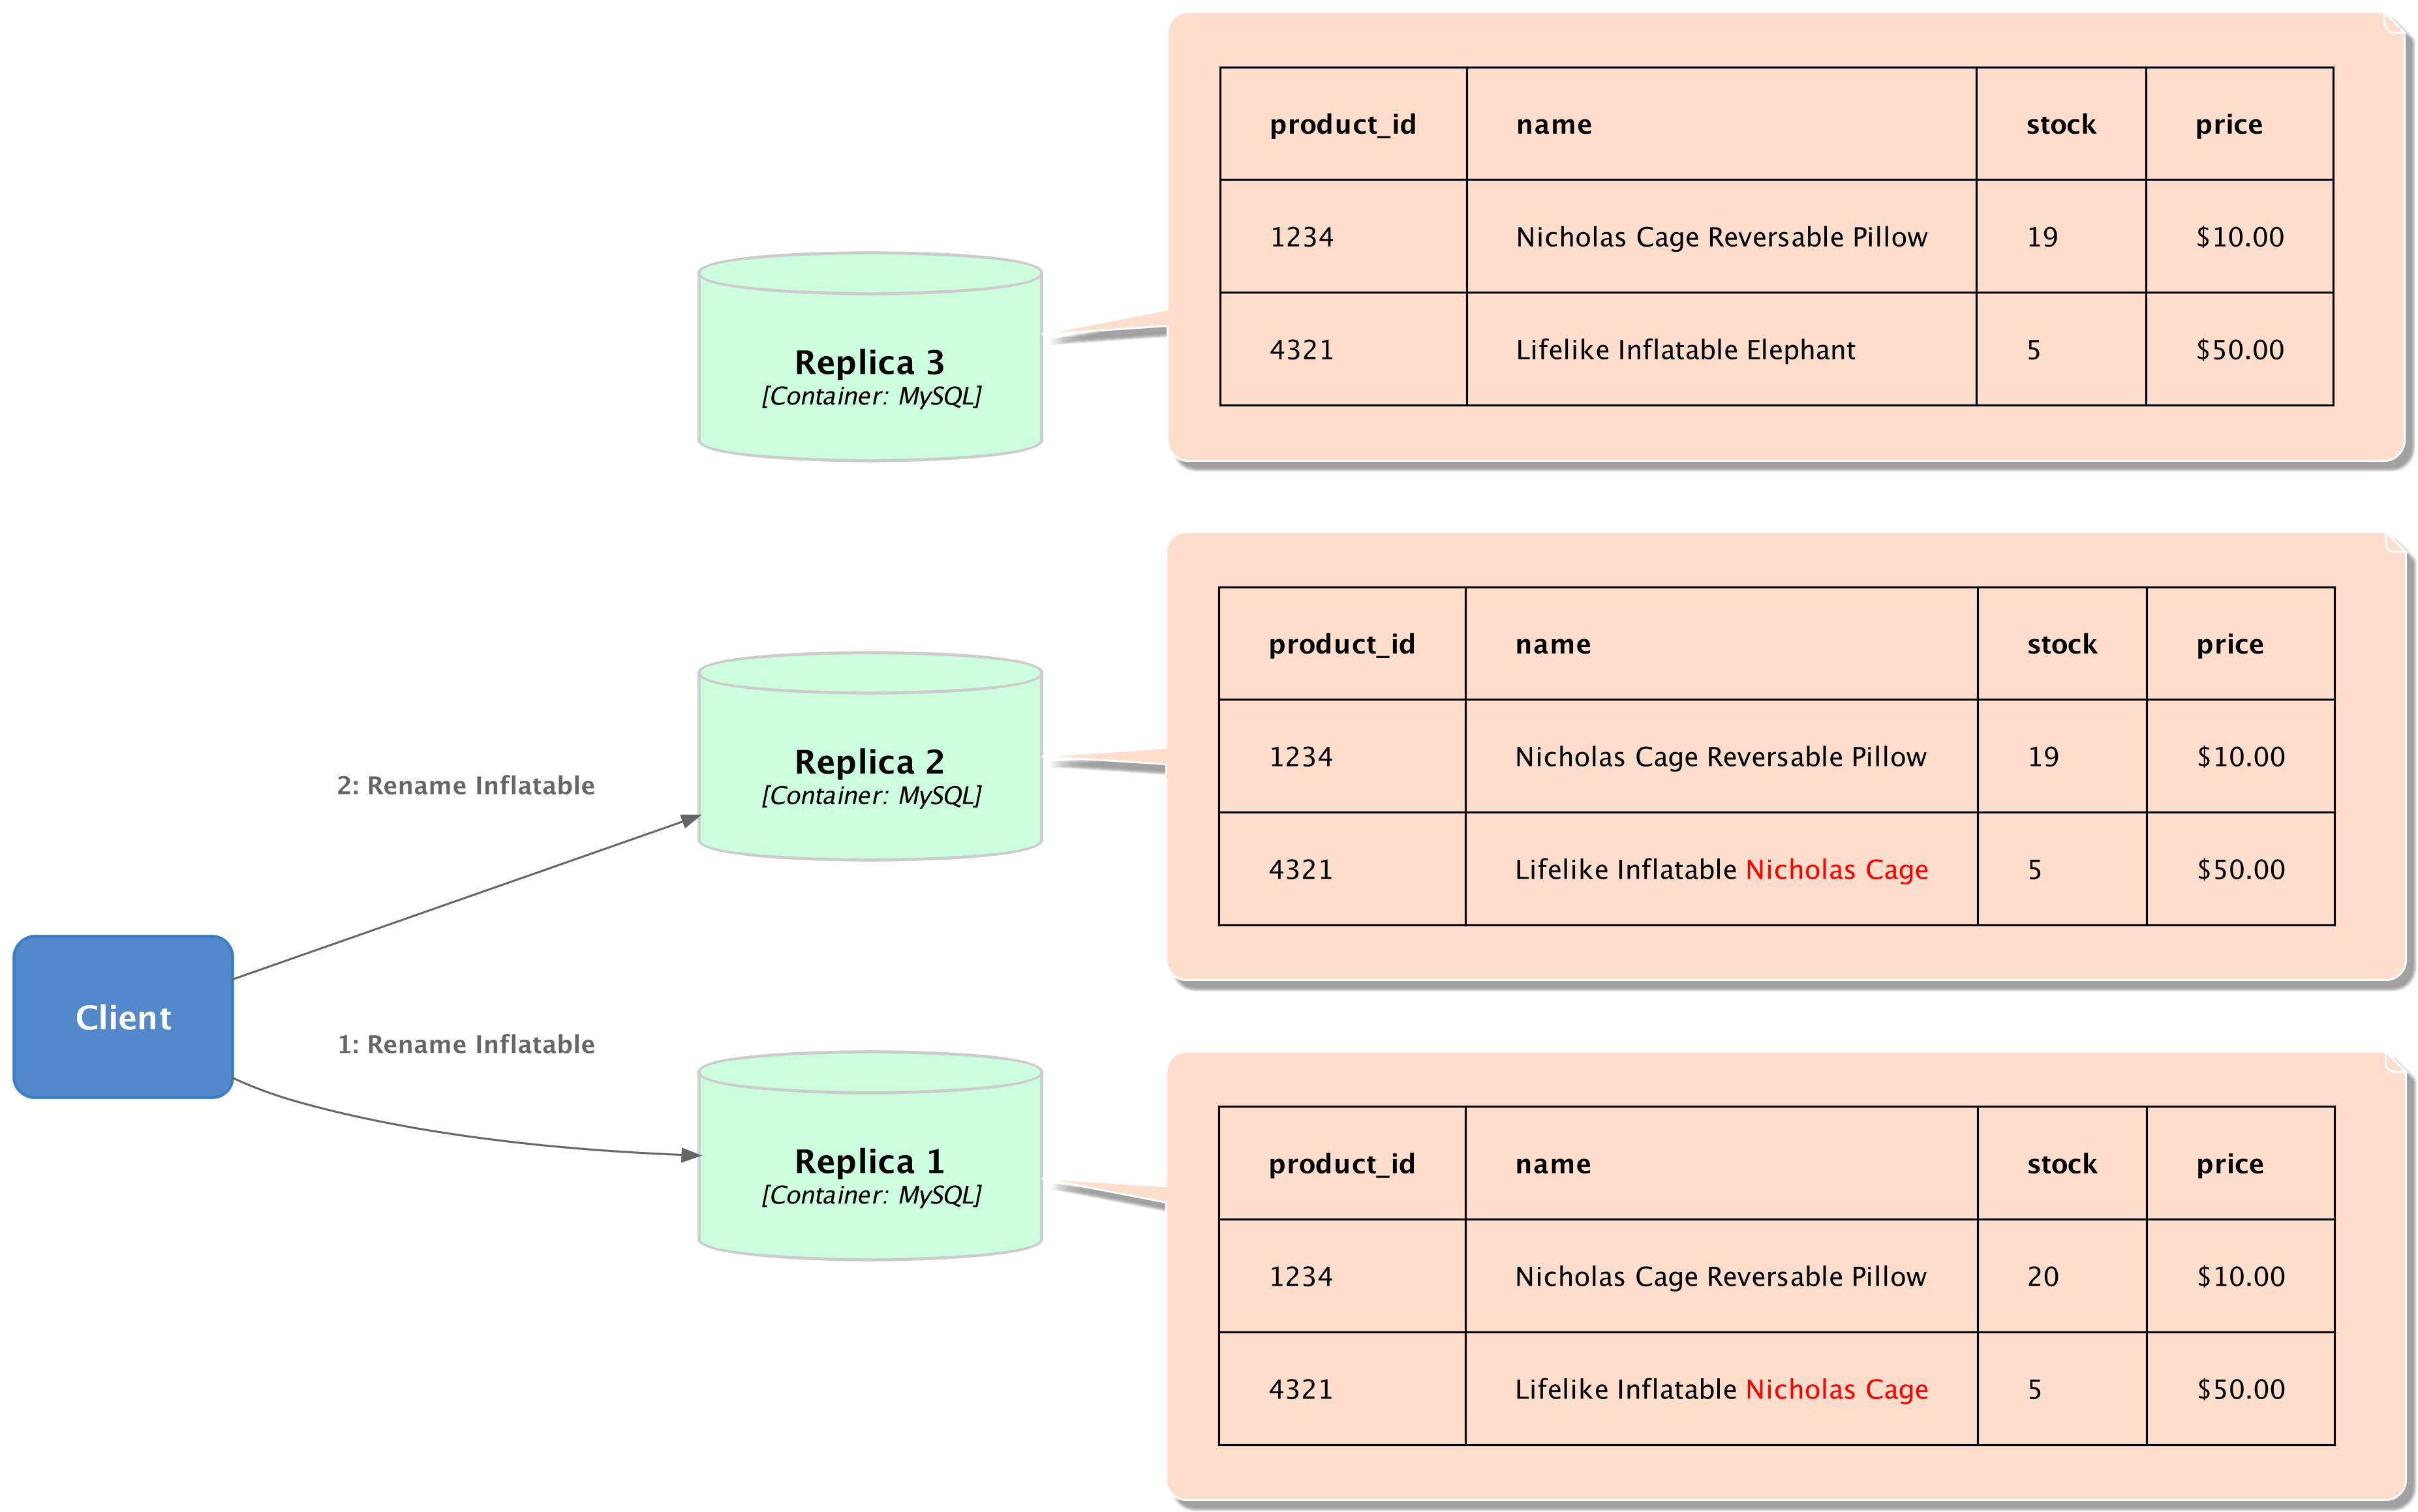 product_id name stock price
1234 Nicholas Cage Reversable Pillow 19 $10.00
4321 Lifelike Inflatable Elephant 5 $50.00
Replica 3
[Container: MySQL]
product_id name stock price
1234 Nicholas Cage Reversable Pillow 19 $10.00
4321 Lifelike Inflatable Nicholas Cage 5 $50.00
Replica 2
[Container: MySQL]
2: Rename Inflatable
Client
1: Rename Inflatable
Replica 1
[Container: MySQL]
product_id name stock price
1234 Nicholas Cage Reversable Pillow 20 $10.00
4321 Lifelike Inflatable Nicholas Cage 5 $50.00